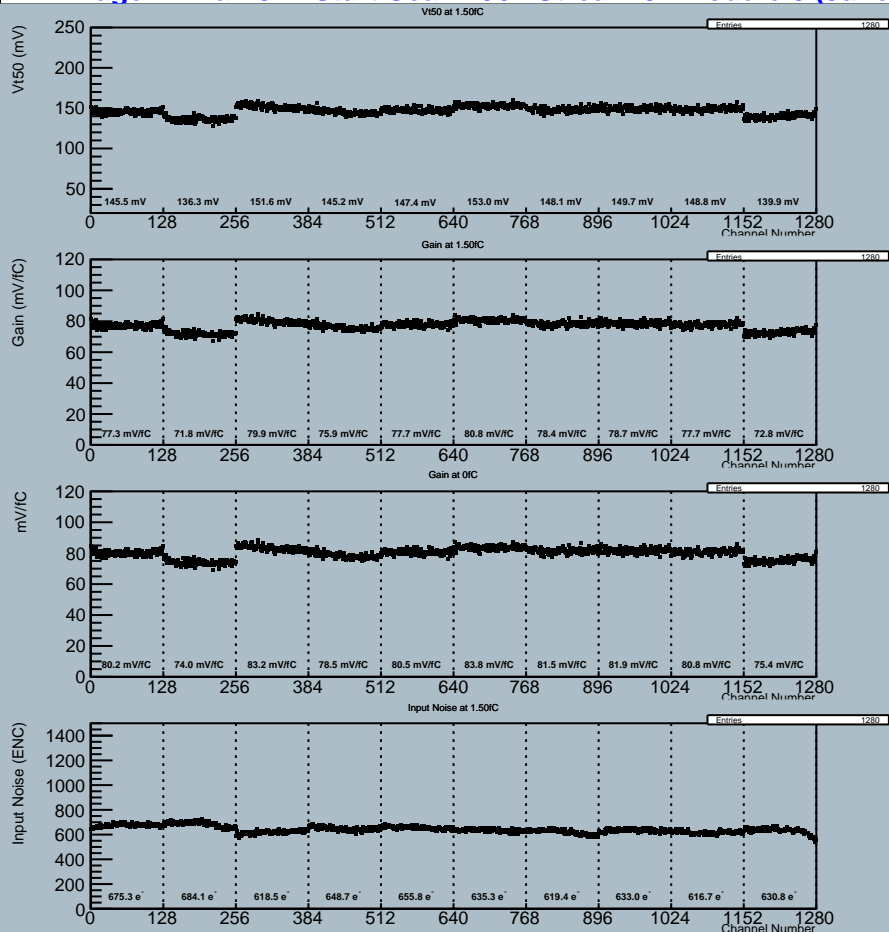 Vt50 at 1.50fC
Entries 1280
Vt50 (mV)
250
200
150
100
50
145.5 mV 136.3 mV 151.6 mV 145.2 mV 147.4 mV 153.0 mV 148.1 mV 149.7 mV 148.8 mV 139.9 mV
0 128 256 384 512 640 768 896 1024 1152 1280
Channel Number
Gain at 1.50fC
Entries 1280
Gain (mV/fC)
120
100
80
60
40
20
0
77.3 mV/fC 71.8 mV/fC 79.9 mV/fC 75.9 mV/fC 77.7 mV/fC 80.8 mV/fC 78.4 mV/fC 78.7 mV/fC 77.7 mV/fC 72.8 mV/fC
0 128 256 384 512 640 768 896 1024 1152 1280
Channel Number
Gain at 0fC
Entries 1280
mV/fC
120
100
80
60
40
20
0
80.2 mV/fC 74.0 mV/fC 83.2 mV/fC 78.5 mV/fC 80.5 mV/fC 83.8 mV/fC 81.5 mV/fC 81.9 mV/fC 80.8 mV/fC 75.4 mV/fC
0 128 256 384 512 640 768 896 1024 1152 1280
Channel Number
Input Noise at 1.50fC
Entries 1280
Input Noise (ENC)
1400
1200
1000
800
600
400
200
0
675.3 e⁻ 684.1 e⁻ 618.5 e⁻ 648.7 e⁻ 655.8 e⁻ 635.3 e⁻ 619.4 e⁻ 633.0 e⁻ 616.7 e⁻ 630.8 e⁻
0 128 256 384 512 640 768 896 1024 1152 1280
Channel Number